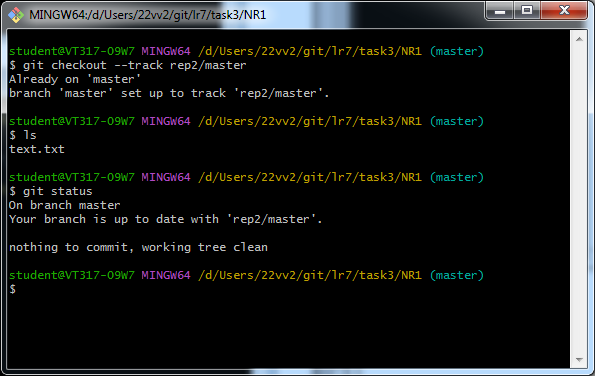 MINGW64:/d/Users/22vv2/git/lr7/task3/NR1
student@VT317-09W7 MINGW64 /d/Users/22vv2/git/lr7/task3/NR1 (master)
$ git checkout --track rep2/master
Already on 'master'
branch 'master' set up to track 'rep2/master'.
student@VT317-09W7 MINGW64 /d/Users/22vv2/git/lr7/task3/NR1 (master)
$ ls
text.txt
student@VT317-09W7 MINGW64 /d/Users/22vv2/git/lr7/task3/NR1 (master)
$ git status
On branch master
Your branch is up to date with 'rep2/master'.
nothing to commit, working tree clean
student@VT317-09W7 MINGW64 /d/Users/22vv2/git/lr7/task3/NR1 (master)
$